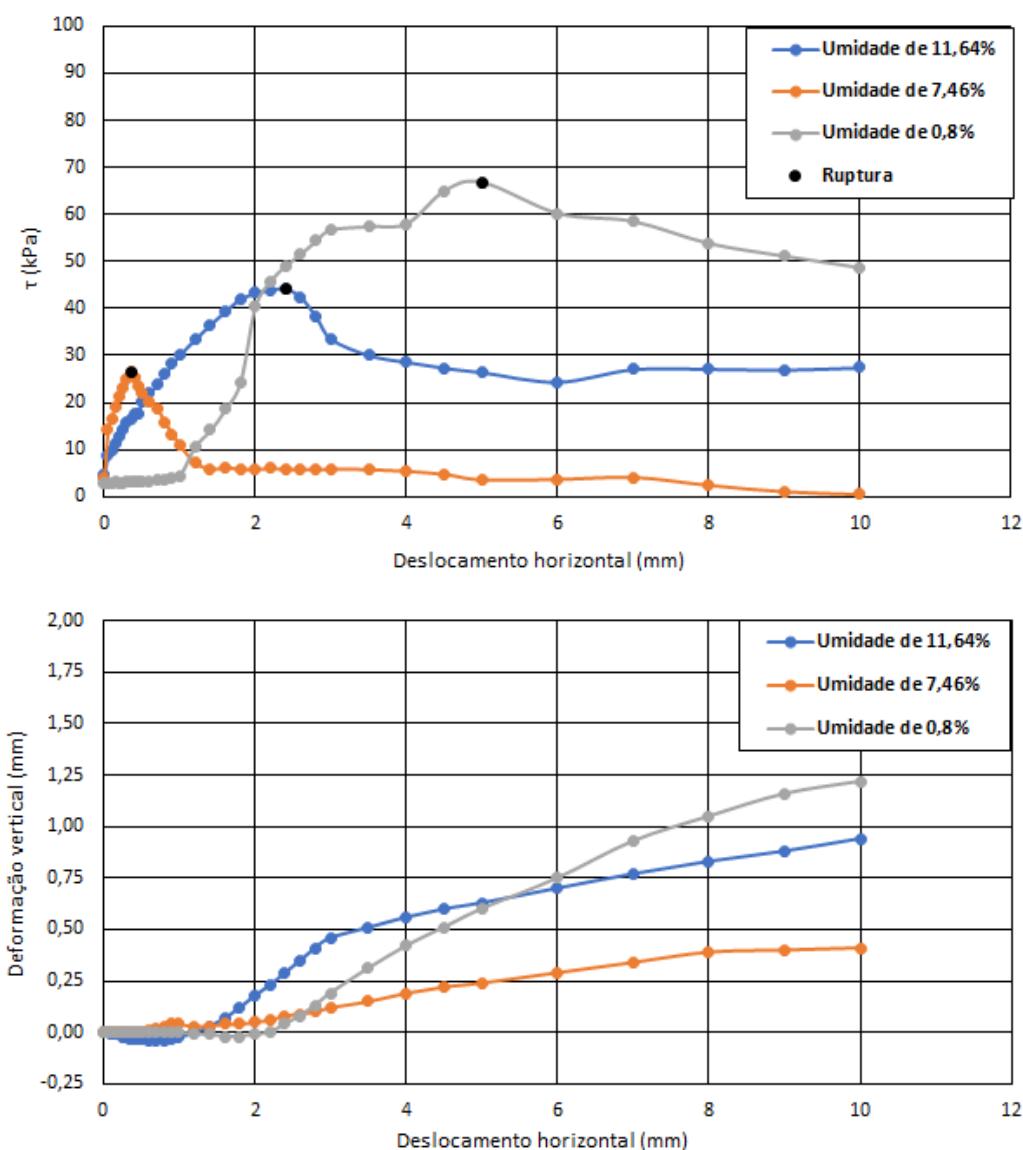 100
90
80
70
60
50
40
30
20
10
0
τ (kPa)
Umidade de 11,64%
Umidade de 7,46%
Umidade de 0,8%
Ruptura
0 2 4 6 8 10 12
Deslocamento horizontal (mm)
2,00
1,75
1,50
1,25
1,00
0,75
0,50
0,25
0,00
-0,25
Deformação vertical (mm)
Umidade de 11,64%
Umidade de 7,46%
Umidade de 0,8%
0 2 4 6 8 10 12
Deslocamento horizontal (mm)